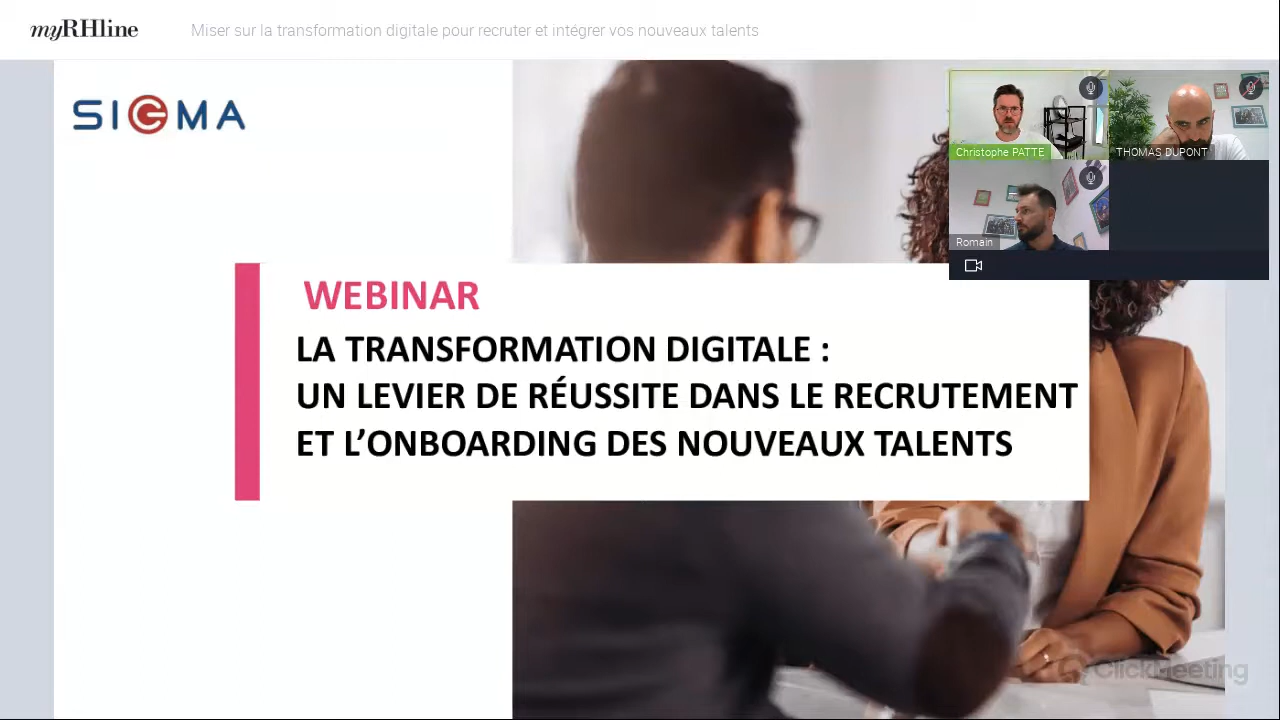 myRHline
Miser sur la transformation digitale pour recruter et intégrer vos nouveaux talents
SIGMA
Christophe PATTE
THOMAS DUPONT
Romain
WEBINAR
LA TRANSFORMATION DIGITALE :
UN LEVIER DE RÉUSSITE DANS LE RECRUTEMENT
ET L’ONBOARDING DES NOUVEAUX TALENTS
ClickMeeting